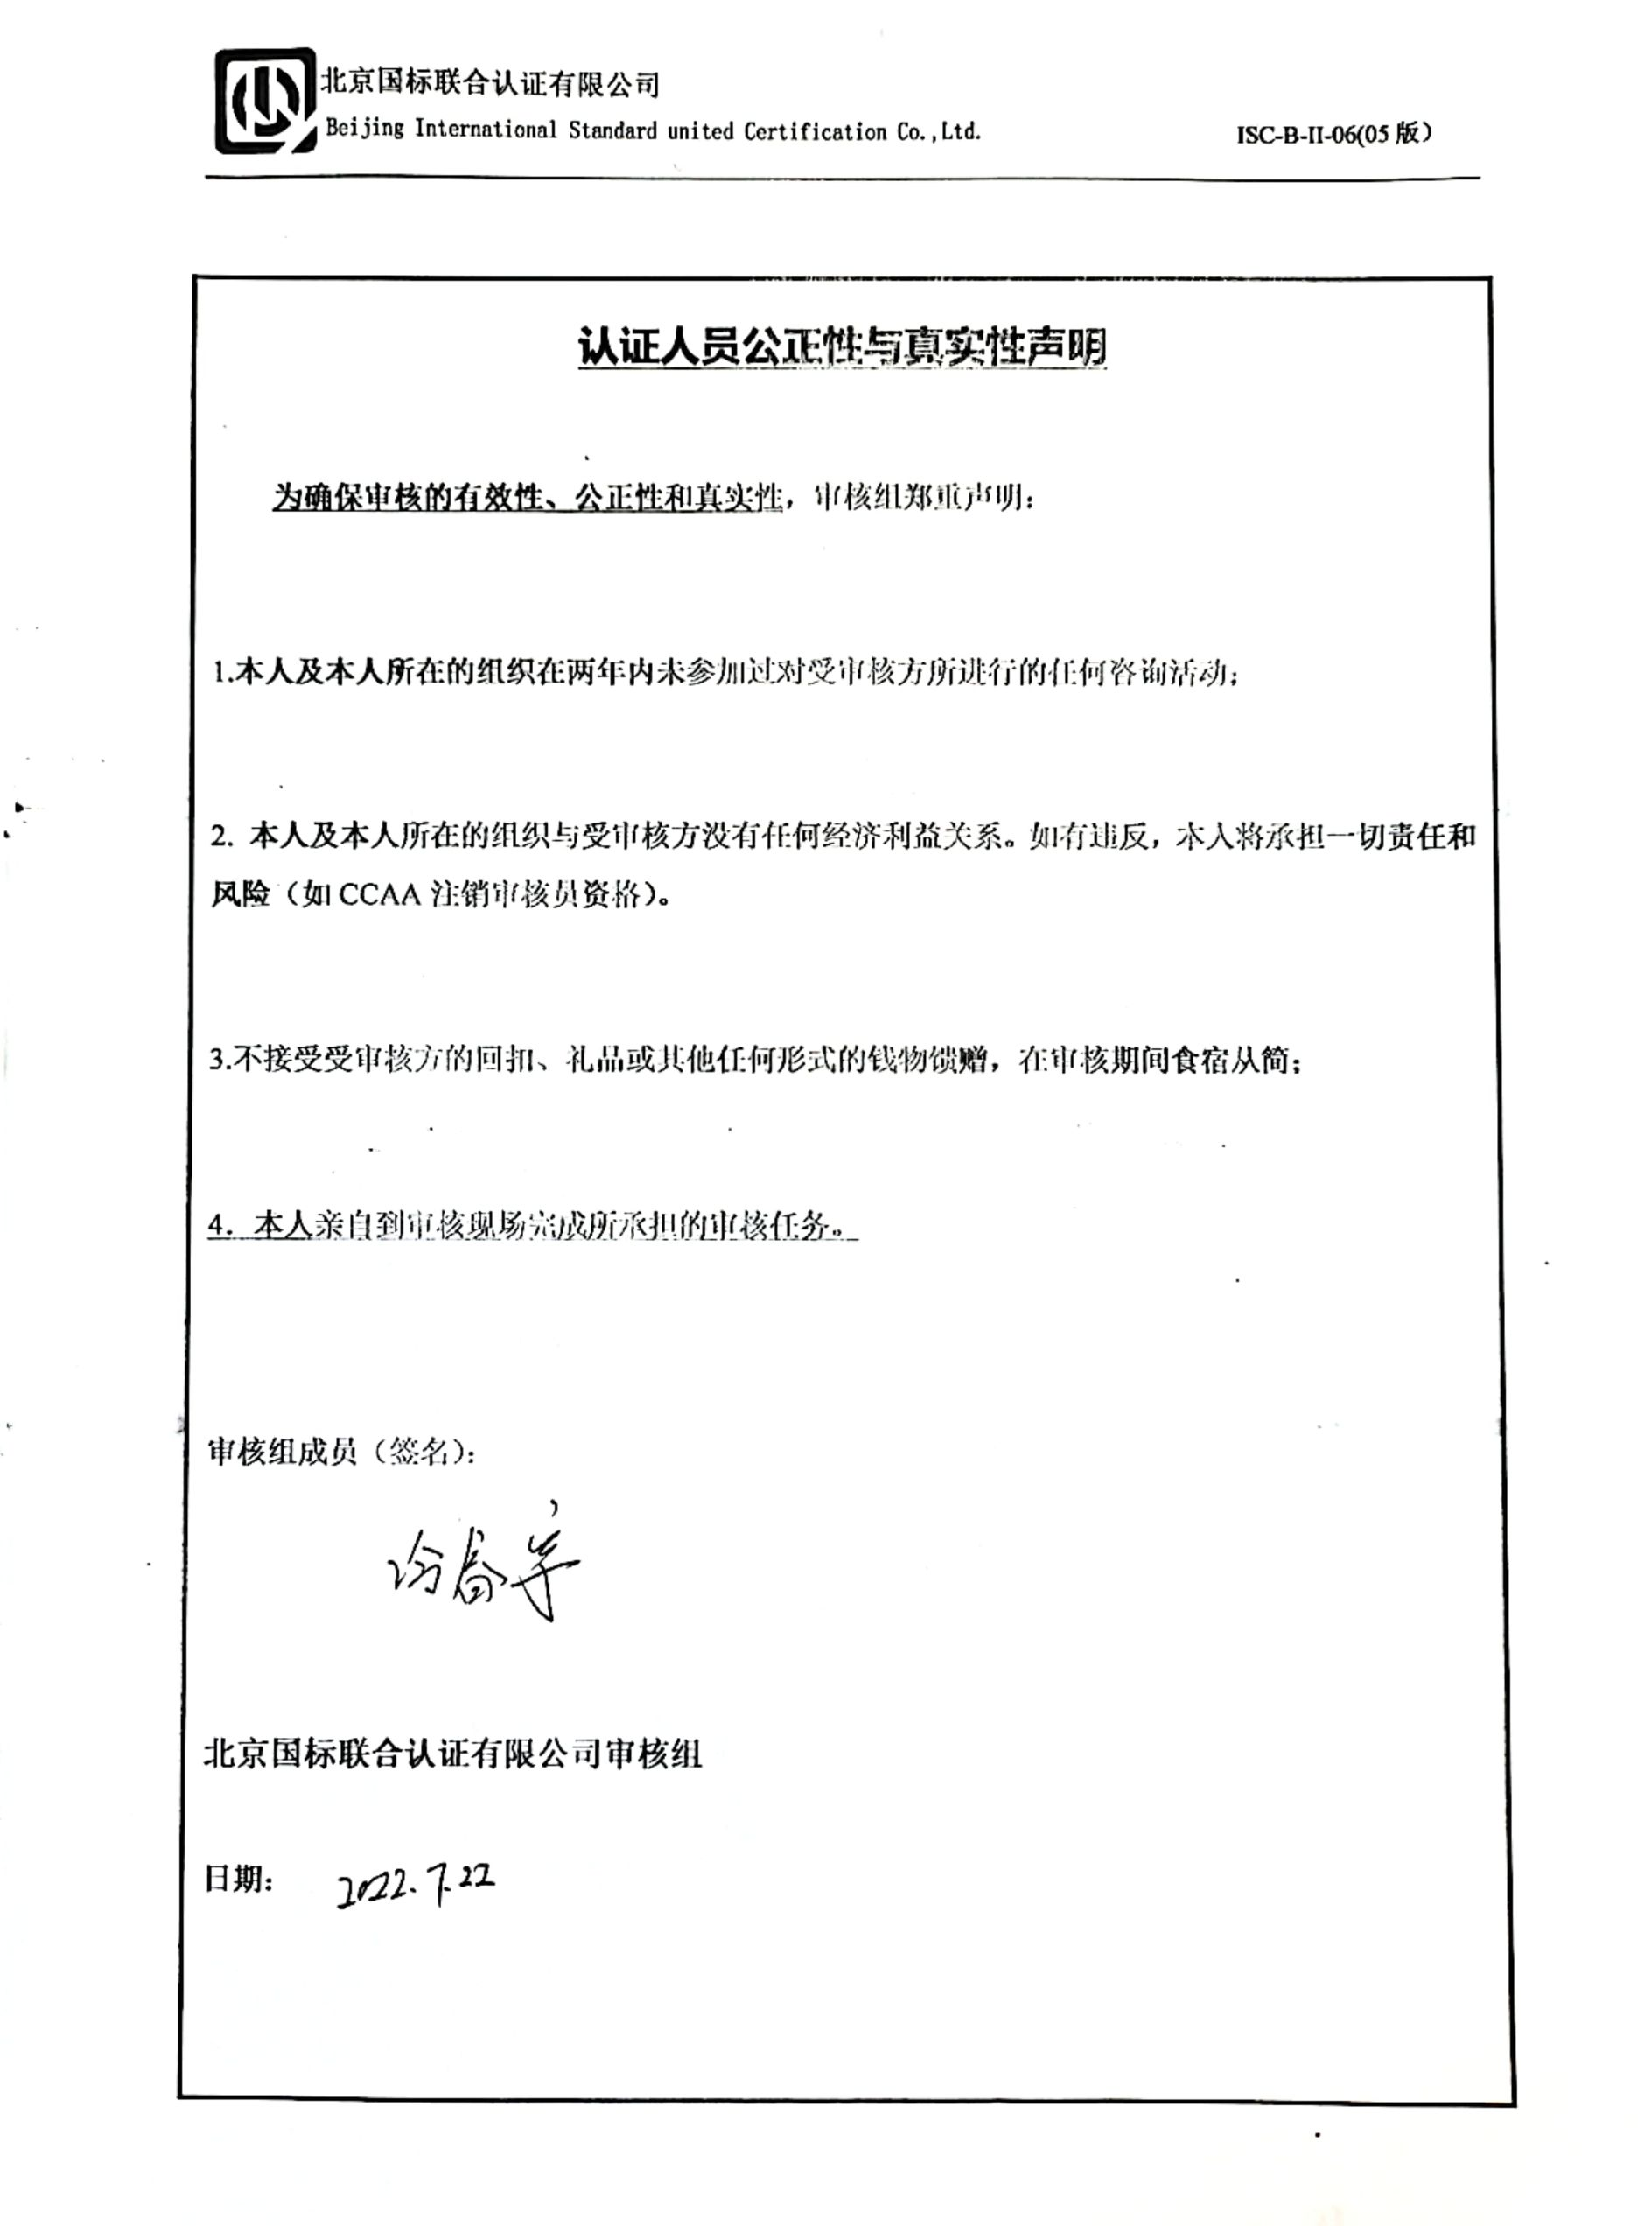 北京国标联合认证有限公司
Beijing International Standard united Certification Co.,Ltd.
ISC-B-II-06(05 版)
认证人员公正性与真实性声明
为确保审核的有效性、公正性和真实性，审核组郑重声明：
1.本人及本人所在的组织在两年内未参加过对受审核方所进行的任何咨询活动；
2. 本人及本人所在的组织与受审核方没有任何经济利益关系。如有违反，本人将承担一切责任和
风险（如 CCAA 注销审核员资格）。
3.不接受受审核方的回扣、礼品或其他任何形式的钱物馈赠，在审核期间食宿从简；
4. 本人亲自到审核现场完成所承担的审核任务。
审核组成员（签名）：
冷春宇
北京国标联合认证有限公司审核组
日期： 2022.7.22